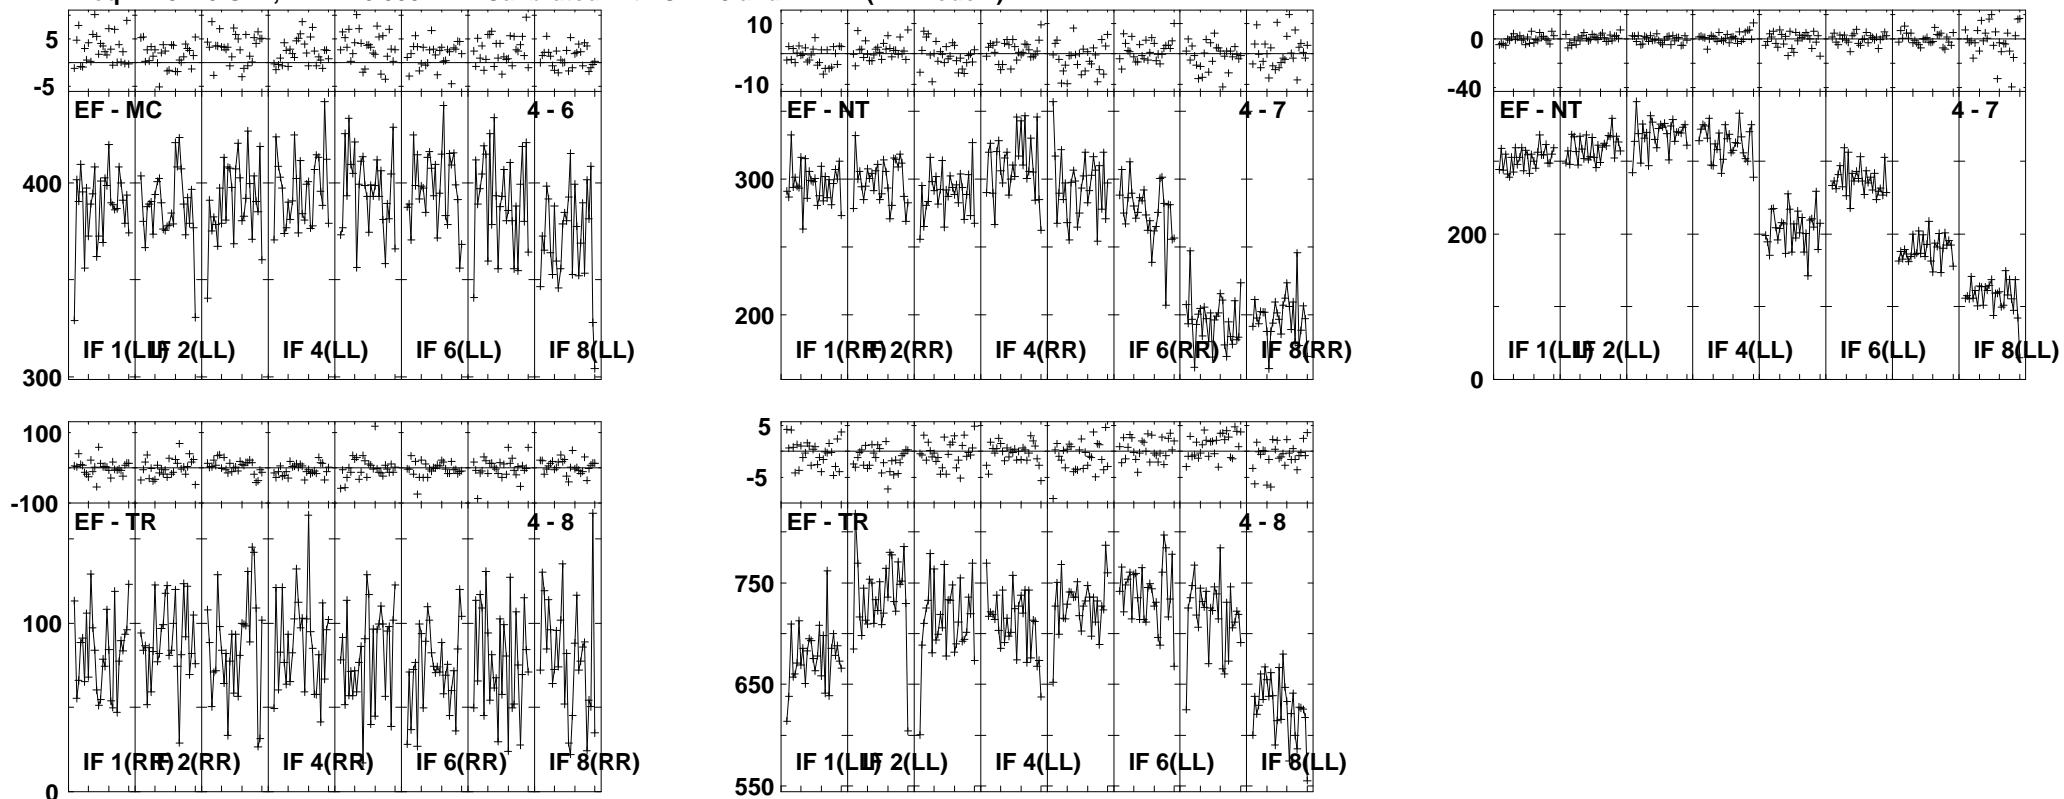 5
-5
EF - MC
4 - 6
400
300
IF 1(LL)
IF 2(LL)
IF 4(LL)
IF 6(LL)
IF 8(LL)
10
-10
EF - NT
4 - 7
300
200
IF 1(RR)
IF 2(RR)
IF 4(RR)
IF 6(RR)
IF 8(RR)
0
-40
EF - NT
4 - 7
200
0
IF 1(LL)
IF 2(LL)
IF 4(LL)
IF 6(LL)
IF 8(LL)
100
-100
EF - TR
4 - 8
100
0
IF 1(RR)
IF 2(RR)
IF 4(RR)
IF 6(RR)
IF 8(RR)
5
-5
EF - TR
4 - 8
750
650
550
IF 1(LL)
IF 2(LL)
IF 4(LL)
IF 6(LL)
IF 8(LL)